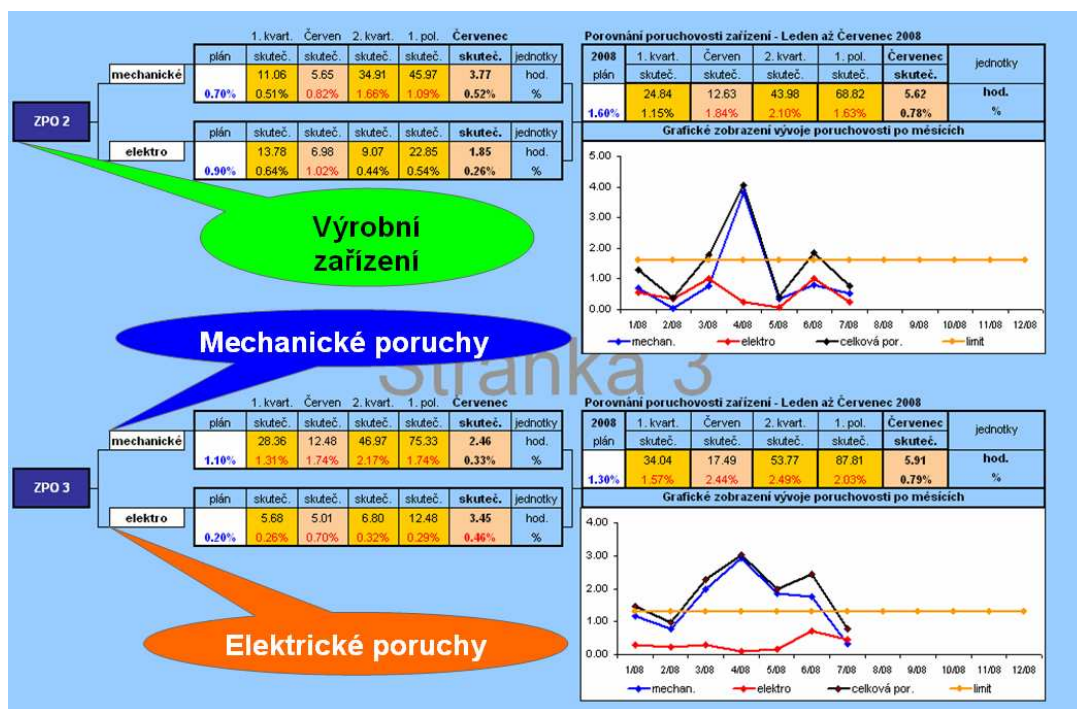 1. kvart. Červen 2. kvart. 1. pol. Červenec
plán skuteč. skuteč. skuteč. skuteč. skuteč. jednotky
mechanické 11.06 5.65 34.91 45.97 3.77 hod.
0.70% 0.51% 0.82% 1.66% 1.09% 0.52% %
ZPO 2
plán skuteč. skuteč. skuteč. skuteč. skuteč. jednotky
elektro 13.78 6.98 9.07 22.85 1.85 hod.
0.90% 0.64% 1.02% 0.44% 0.54% 0.26% %
Výrobní
zařízení
Porovnání poruchovosti zařízení - Leden až Červenec 2008
2008 1. kvart. Červen 2. kvart. 1. pol. Červenec jednotky
plán skuteč. skuteč. skuteč. skuteč. skuteč.
24.84 12.63 43.98 68.82 5.62 hod.
1.60% 1.15% 1.84% 2.10% 1.63% 0.78% %
Grafické zobrazení vývoje poruchovosti po měsících
5.00
4.00
3.00
2.00
1.00
0.00
1/08 2/08 3/08 4/08 5/08 6/08 7/08 8/08 9/08 10/08 11/08 12/08
mechan. elektro celková por. limit
Mechanické poruchy
Stránka 3
1. kvart. Červen 2. kvart. 1. pol. Červenec
plán skuteč. skuteč. skuteč. skuteč. skuteč. jednotky
mechanické 28.36 12.48 46.97 75.33 2.46 hod.
1.10% 1.31% 1.74% 2.17% 1.74% 0.33% %
ZPO 3
plán skuteč. skuteč. skuteč. skuteč. skuteč. jednotky
elektro 5.68 5.01 6.80 12.48 3.45 hod.
0.20% 0.26% 0.70% 0.32% 0.29% 0.46% %
Elektrické poruchy
Porovnání poruchovosti zařízení - Leden až Červenec 2008
2008 1. kvart. Červen 2. kvart. 1. pol. Červenec jednotky
plán skuteč. skuteč. skuteč. skuteč. skuteč.
34.04 17.49 53.77 87.81 5.91 hod.
1.30% 1.57% 2.44% 2.49% 2.03% 0.79% %
Grafické zobrazení vývoje poruchovosti po měsících
4.00
3.00
2.00
1.00
0.00
1/08 2/08 3/08 4/08 5/08 6/08 7/08 8/08 9/08 10/08 11/08 12/08
mechan. elektro celková por. limit